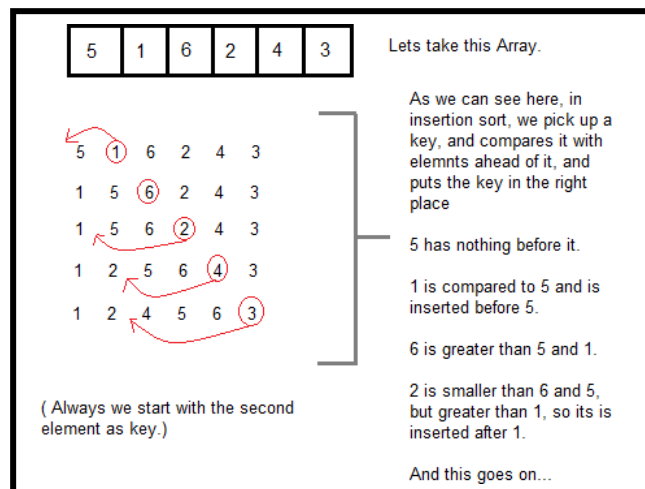 5 1 6 2 4 3
Lets take this Array.
5 1 6 2 4 3
1 5 6 2 4 3
1 5 6 2 4 3
1 2 5 6 4 3
1 2 4 5 6 3
( Always we start with the second
element as key.)
As we can see here, in
insertion sort, we pick up a
key, and compares it with
elemnts ahead of it, and
puts the key in the right
place
5 has nothing before it.
1 is compared to 5 and is
inserted before 5.
6 is greater than 5 and 1.
2 is smaller than 6 and 5,
but greater than 1, so its is
inserted after 1.
And this goes on...